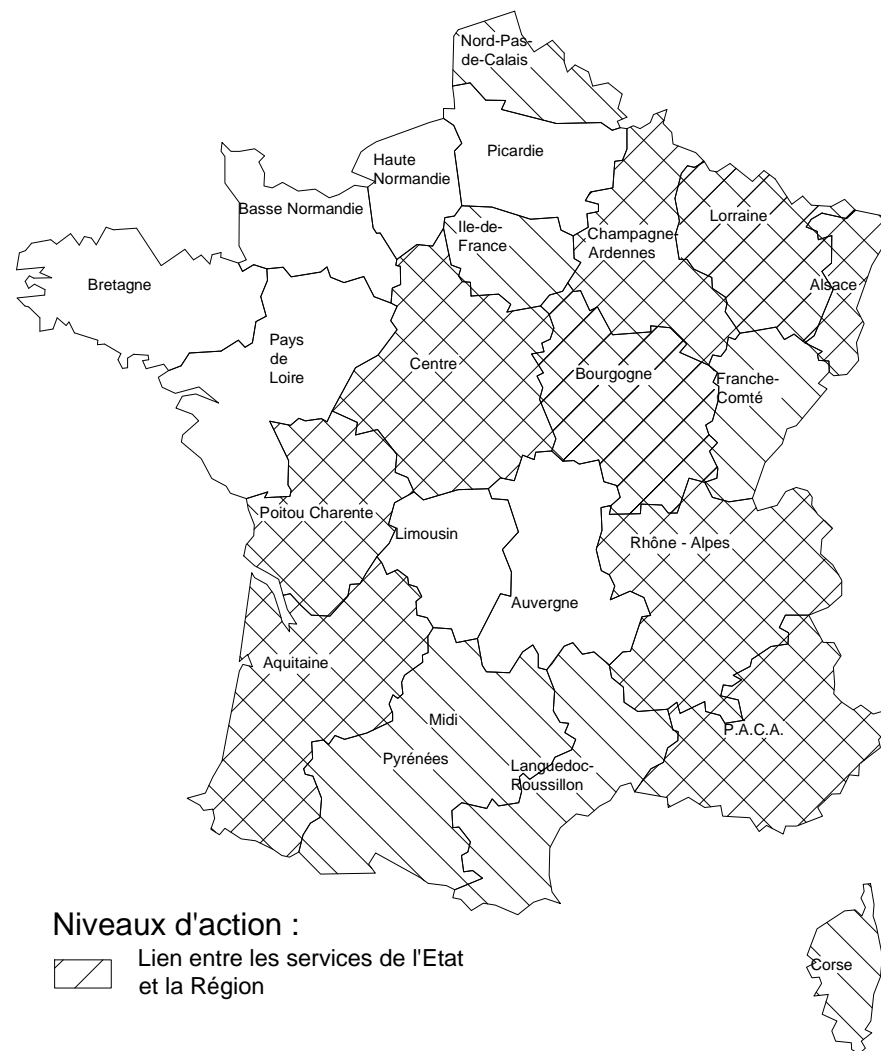 Nord-Pas-
de-Calais
Picardie
Haute
Normandie
Basse Normandie
Ile-de-
France
Champagne-
Ardennes
Lorraine
Alsace
Bretagne
Pays
de
Loire
Centre
Bourgogne
Franche-
Comté
Poitou Charente
Limousin
Rhône - Alpes
Auvergne
Aquitaine
Midi
Pyrénées
Languedoc-
Roussillon
P.A.C.A.
Corse
Niveaux d'action :
Lien entre les services de l'Etat
et la Région